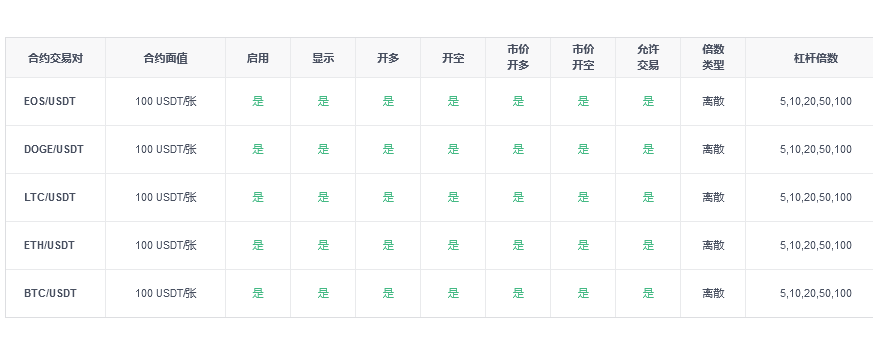 合约交易对 合约面值 启用 显示 开多 开空 市价开多 市价开空 允许交易 倍数类型 杠杆倍数
EOS/USDT 100 USDT/张 是 是 是 是 是 是 是 离散 5,10,20,50,100
DOGE/USDT 100 USDT/张 是 是 是 是 是 是 是 离散 5,10,20,50,100
LTC/USDT 100 USDT/张 是 是 是 是 是 是 是 离散 5,10,20,50,100
ETH/USDT 100 USDT/张 是 是 是 是 是 是 是 离散 5,10,20,50,100
BTC/USDT 100 USDT/张 是 是 是 是 是 是 是 离散 5,10,20,50,100